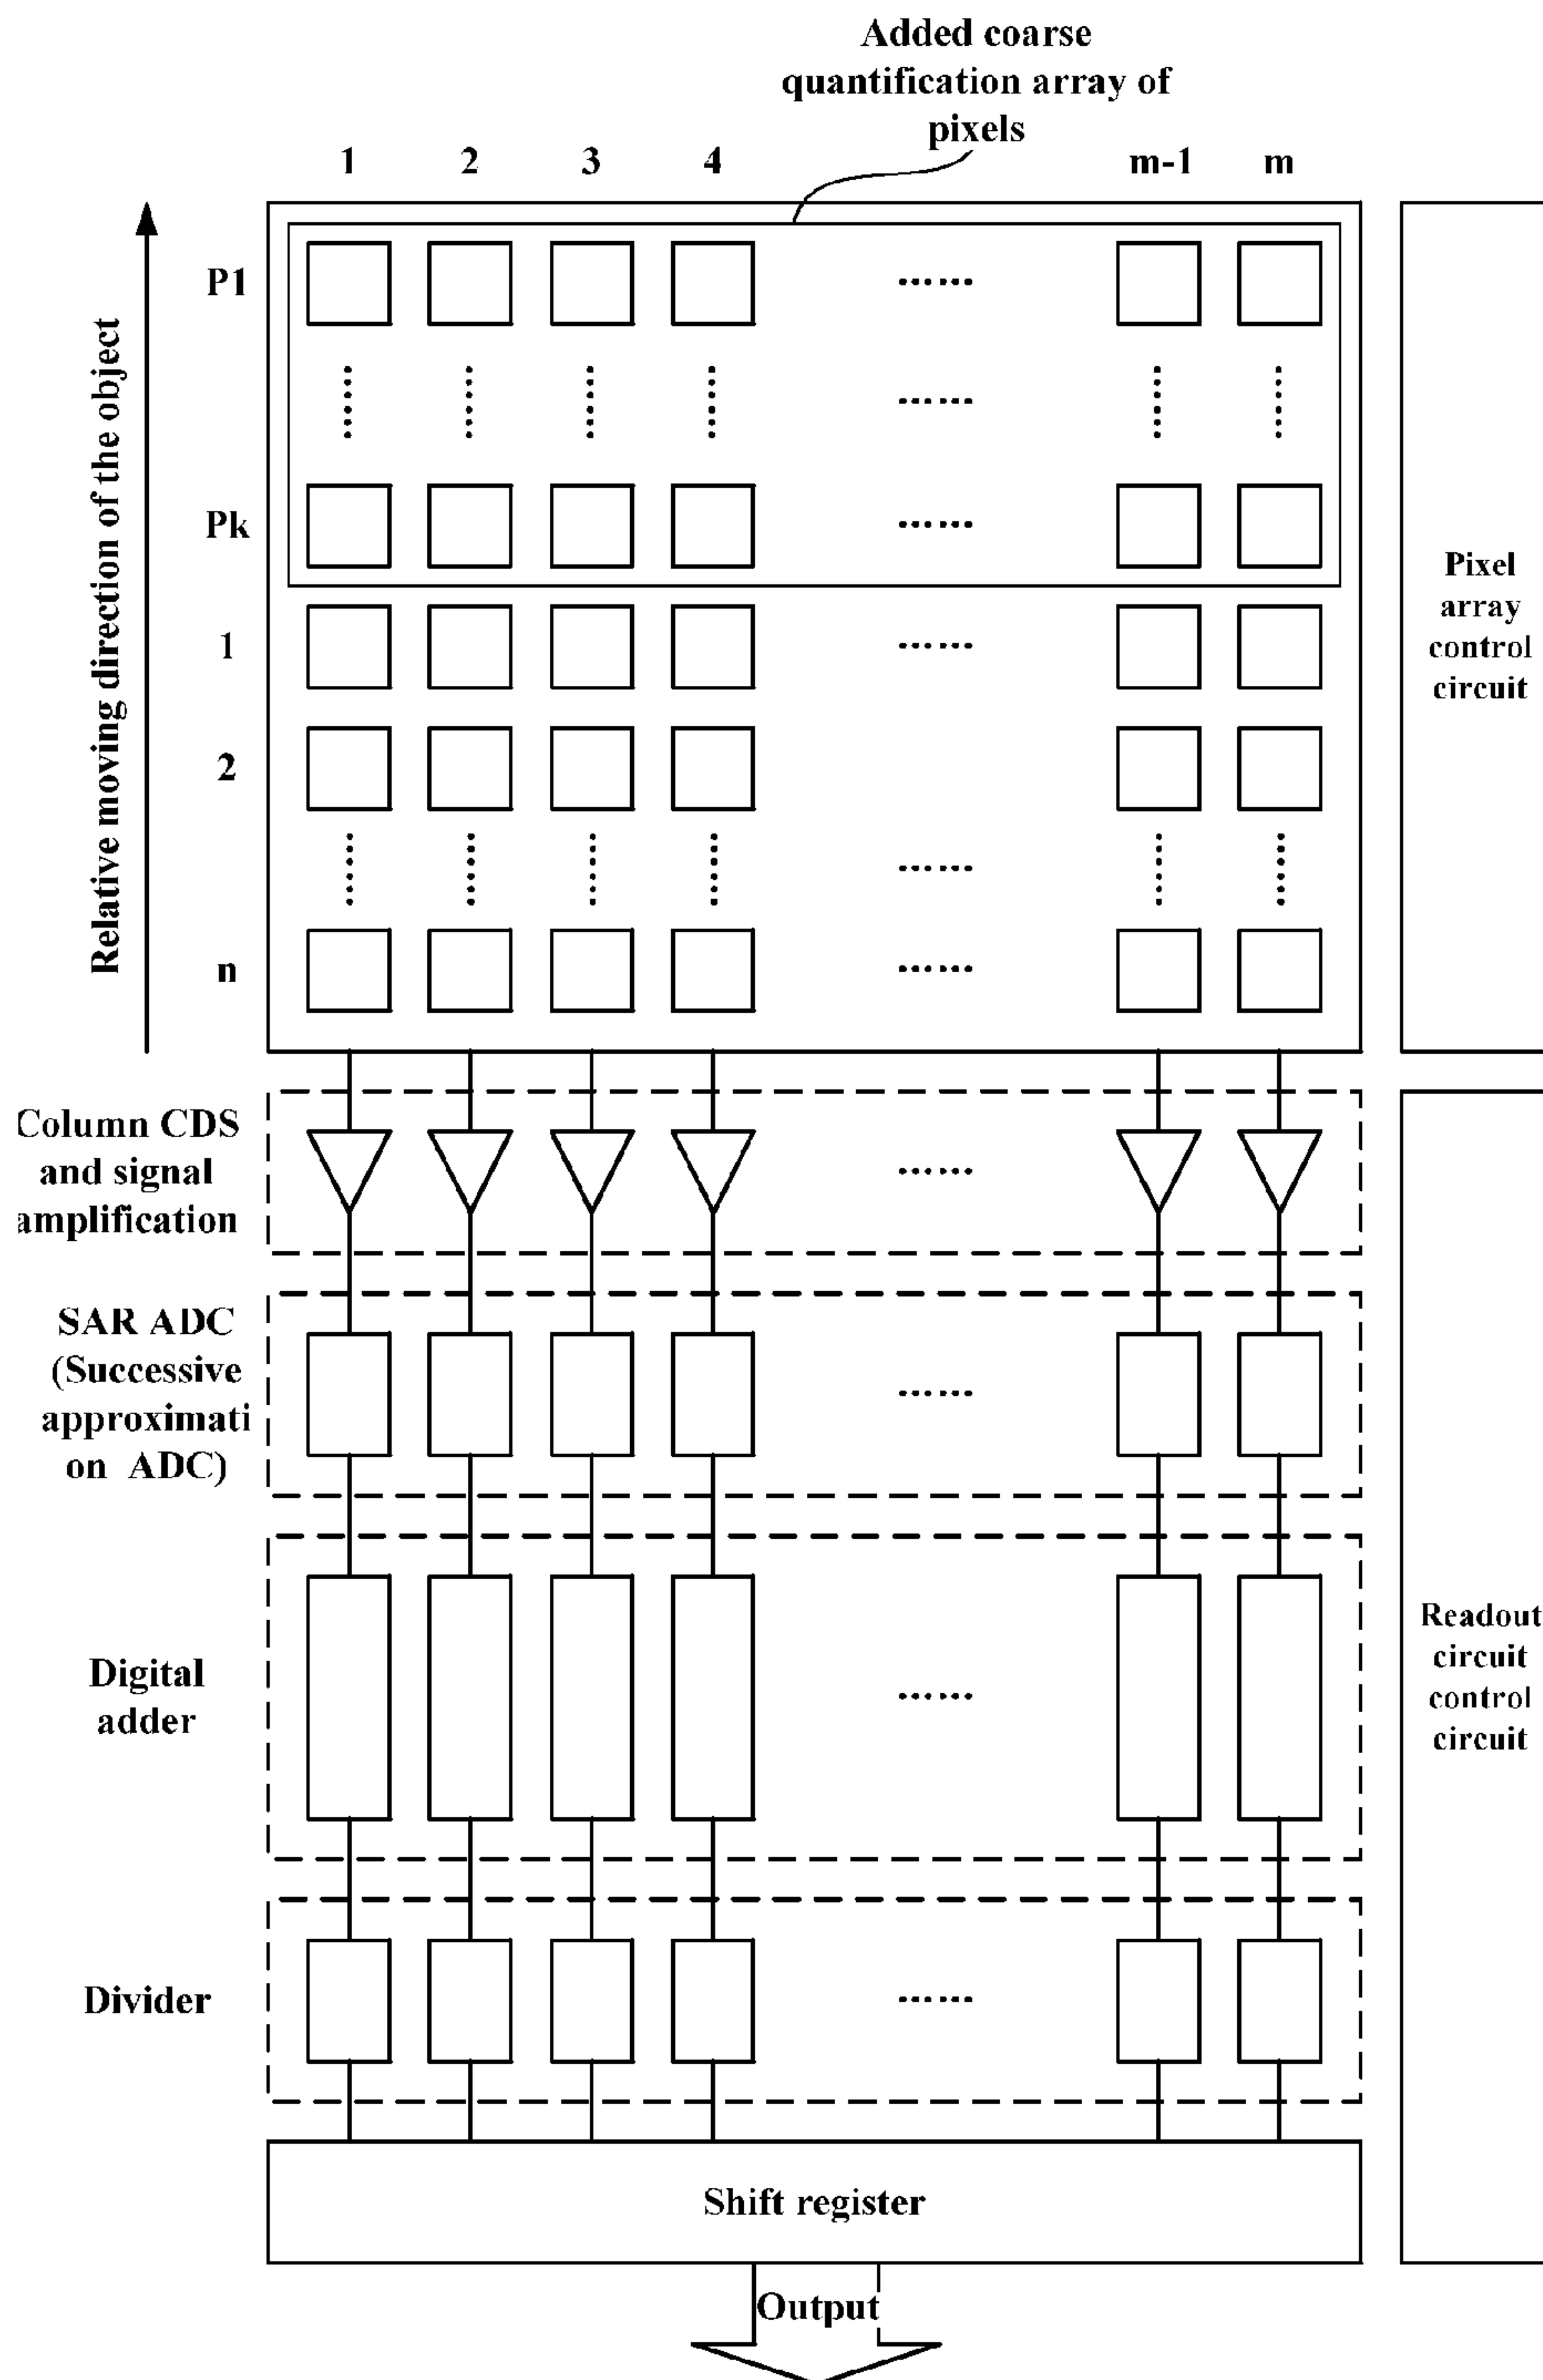 Added coarse
quantification array of
pixels
1 2 3 4 m-1 m
Relative moving direction of the object
P1
......
......
Pk
......
1
......
2
......
n
......
Pixel
array
control
circuit
Column CDS
and signal
amplification
......
SAR ADC
(Successive
approximati
on ADC)
......
Digital
adder
......
Readout
circuit
control
circuit
Divider
......
Shift register
Output